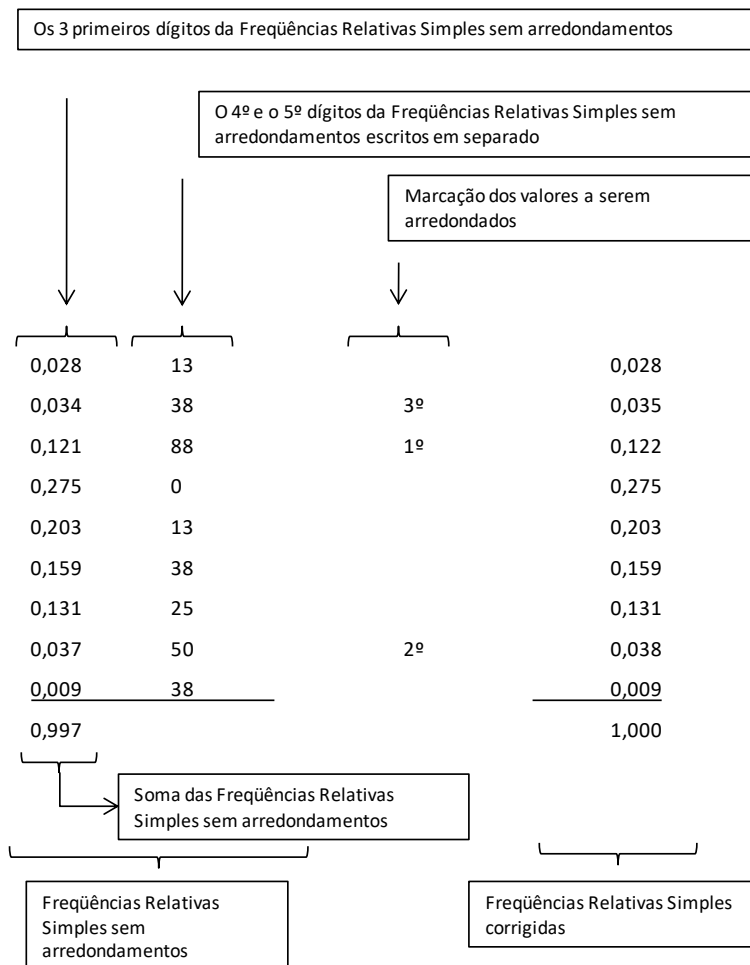 Os 3 primeiros dígitos da Freqüências Relativas Simples sem arredondamentos
O 4º e o 5º dígitos da Freqüências Relativas Simples sem
arredondamentos escritos em separado
Marcação dos valores a serem
arredondados
0,028 13 0,028
0,034 38 3º 0,035
0,121 88 1º 0,122
0,275 0 0,275
0,203 13 0,203
0,159 38 0,159
0,131 25 0,131
0,037 50 2º 0,038
0,009 38 0,009
0,997 1,000
Soma das Freqüências Relativas
Simples sem arredondamentos
Freqüências Relativas
Simples sem
arredondamentos
Freqüências Relativas Simples
corrigidas